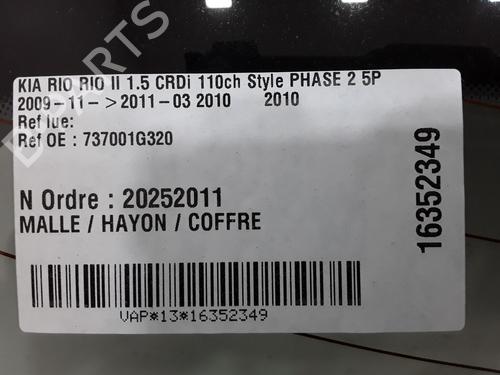 KIA RIO RIO II 1.5 CRDi 110ch Style PHASE 2 5P
2009-11->2011-03 2010 2010
Ref lue:
Ref OE : 737001G320
N Ordre : 20252011
MALLE / HAYON / COFFRE
16352349
VAP*13*16352349